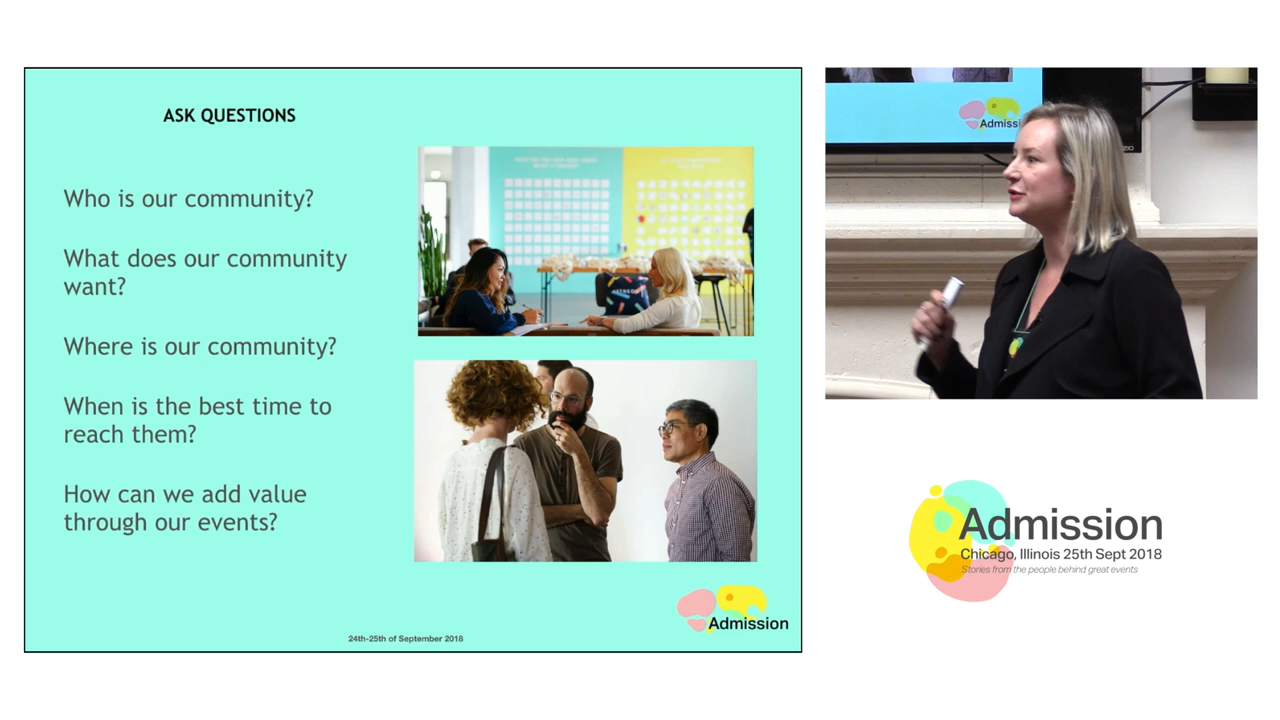 ASK QUESTIONS
Who is our community?
What does our community
want?
Where is our community?
When is the best time to
reach them?
How can we add value
through our events?
24th-25th of September 2018
Admission
Admissi
Admission
Chicago, Illinois 25th Sept 2018
Stories from the people behind great events